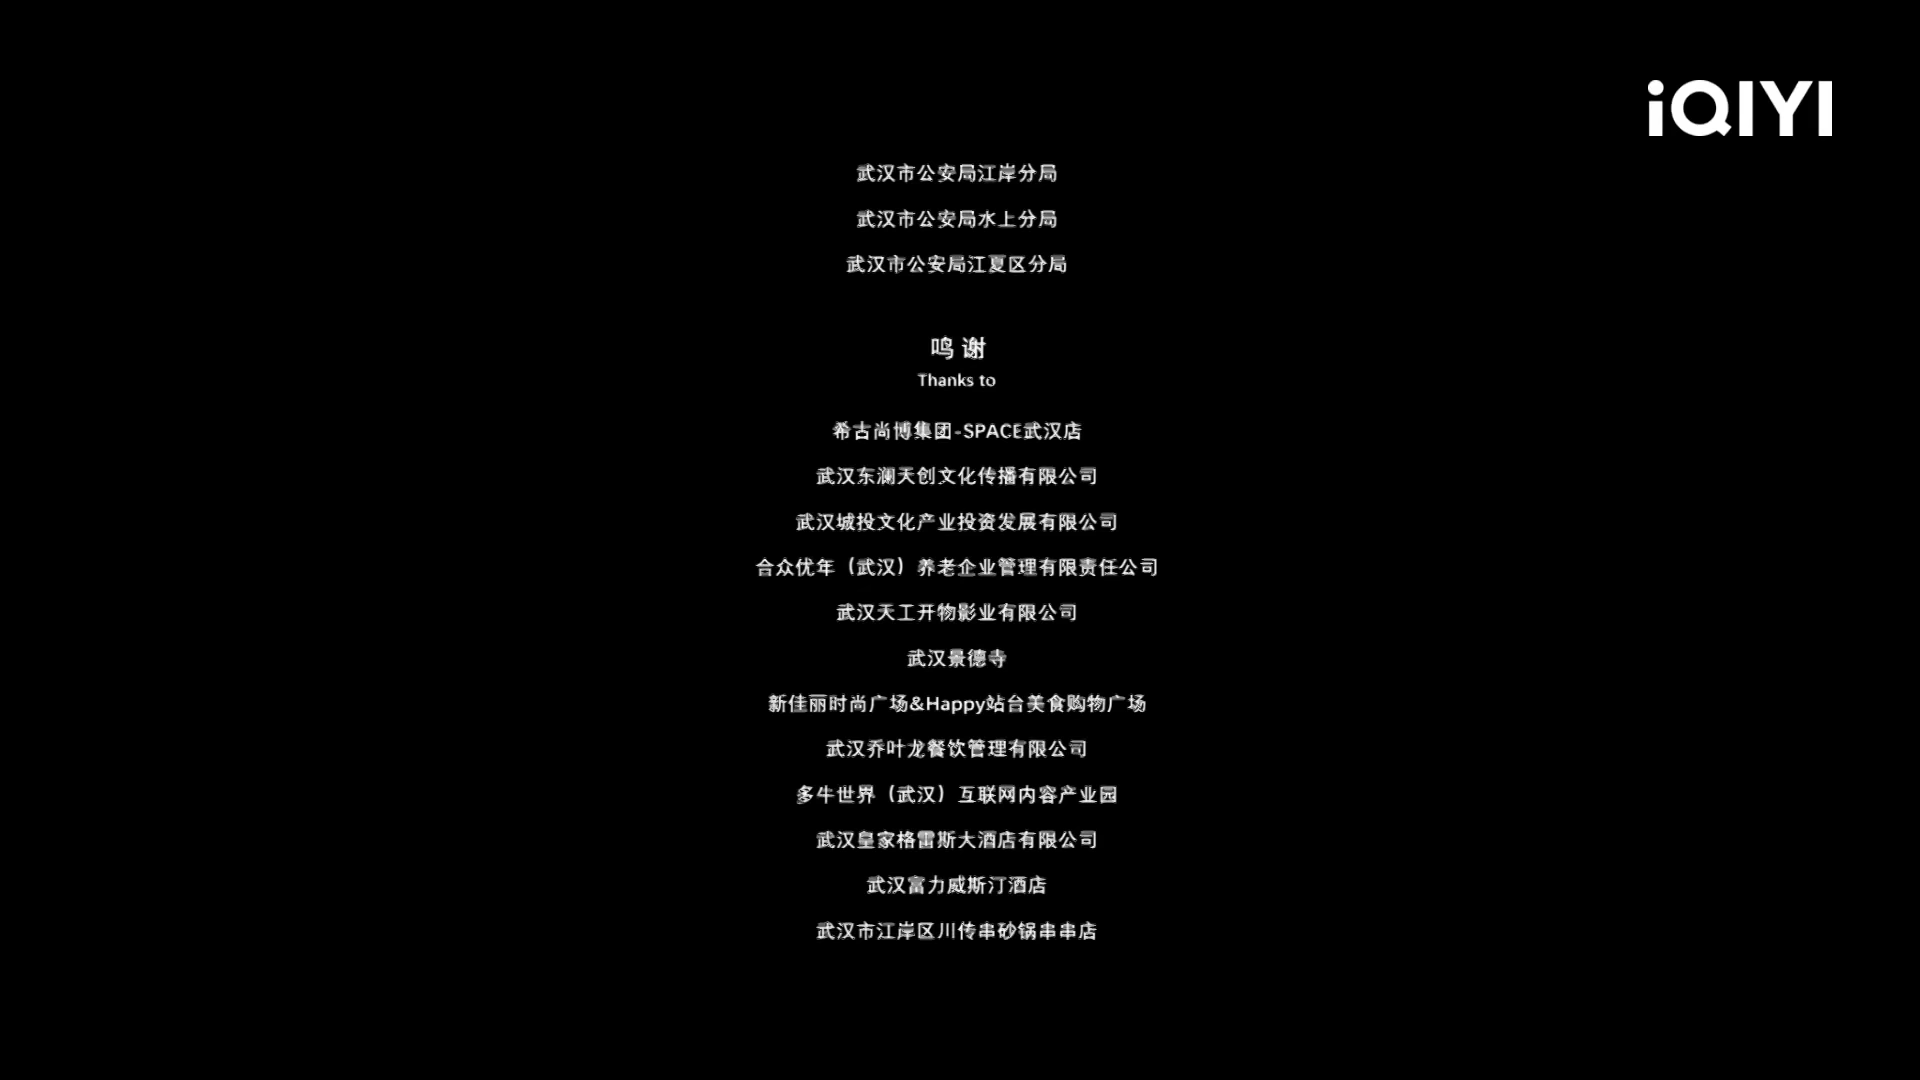 iQIYI
武汉市公安局江岸分局
武汉市公安局水上分局
武汉市公安局江夏区分局
鸣谢
Thanks to
希古尚博集团-SPACE武汉店
武汉东澜天创文化传播有限公司
武汉城投文化产业投资发展有限公司
合众优年（武汉）养老企业管理有限责任公司
武汉天工开物影业有限公司
武汉景德寺
新佳丽时尚广场&Happy站台美食购物广场
武汉乔叶龙餐饮管理有限公司
多牛世界（武汉）互联网内容产业园
武汉皇家格雷斯大酒店有限公司
武汉富力威斯汀酒店
武汉市江岸区川传串砂锅串串店